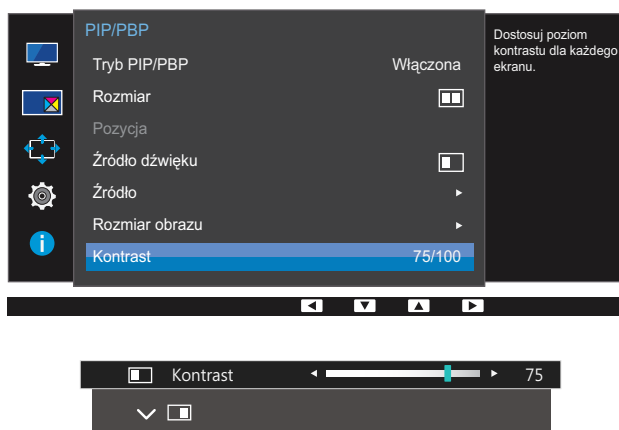 PIP/PBP
Tryb PIP/PBP Włączona
Rozmiar
Pozycja
Źródło dźwięku
Źródło
Rozmiar obrazu
Kontrast 75/100
Dostosuj poziom
kontrastu dla każdego
ekranu.
Kontrast 75